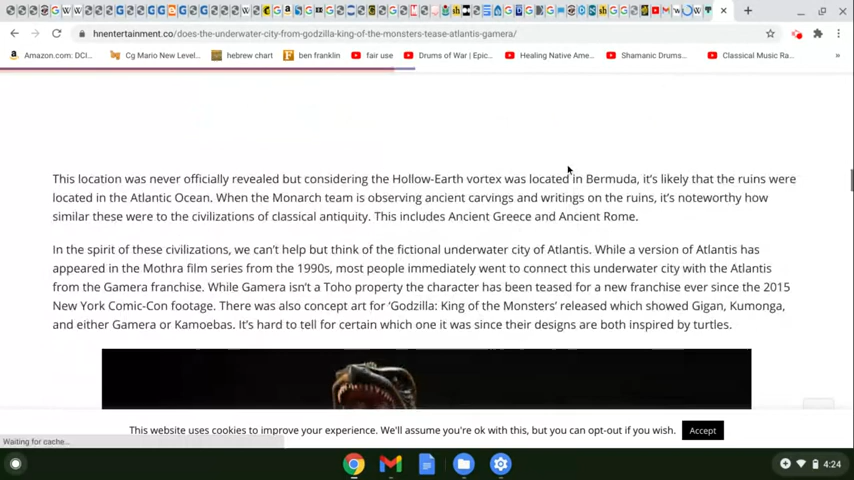 hnentertainment.co/does-the-underwater-city-from-godzilla-king-of-the-monsters-tease-atlantis-gamera/
Amazon.com: DCI... Cg Mario New Level... hebrew chart ben franklin fair use Drums of War | Epic... Healing Native Ame... Shamanic Drums... Classical Music Ra... »
This location was never officially revealed but considering the Hollow-Earth vortex was located in Bermuda, it's likely that the ruins were
located in the Atlantic Ocean. When the Monarch team is observing ancient carvings and writings on the ruins, it's noteworthy how
similar these were to the civilizations of classical antiquity. This includes Ancient Greece and Ancient Rome.
In the spirit of these civilizations, we can't help but think of the fictional underwater city of Atlantis. While a version of Atlantis has
appeared in the Mothra film series from the 1990s, most people immediately went to connect this underwater city with the Atlantis
from the Gamera franchise. While Gamera isn't a Toho property the character has been teased for a new franchise ever since the 2015
New York Comic-Con footage. There was also concept art for 'Godzilla: King of the Monsters' released which showed Gigan, Kumonga,
and either Gamera or Kamoebas. It's hard to tell for certain which one it was since their designs are both inspired by turtles.
This website uses cookies to improve your experience. We'll assume you're ok with this, but you can opt-out if you wish. Accept
Waiting for cache...
4:24